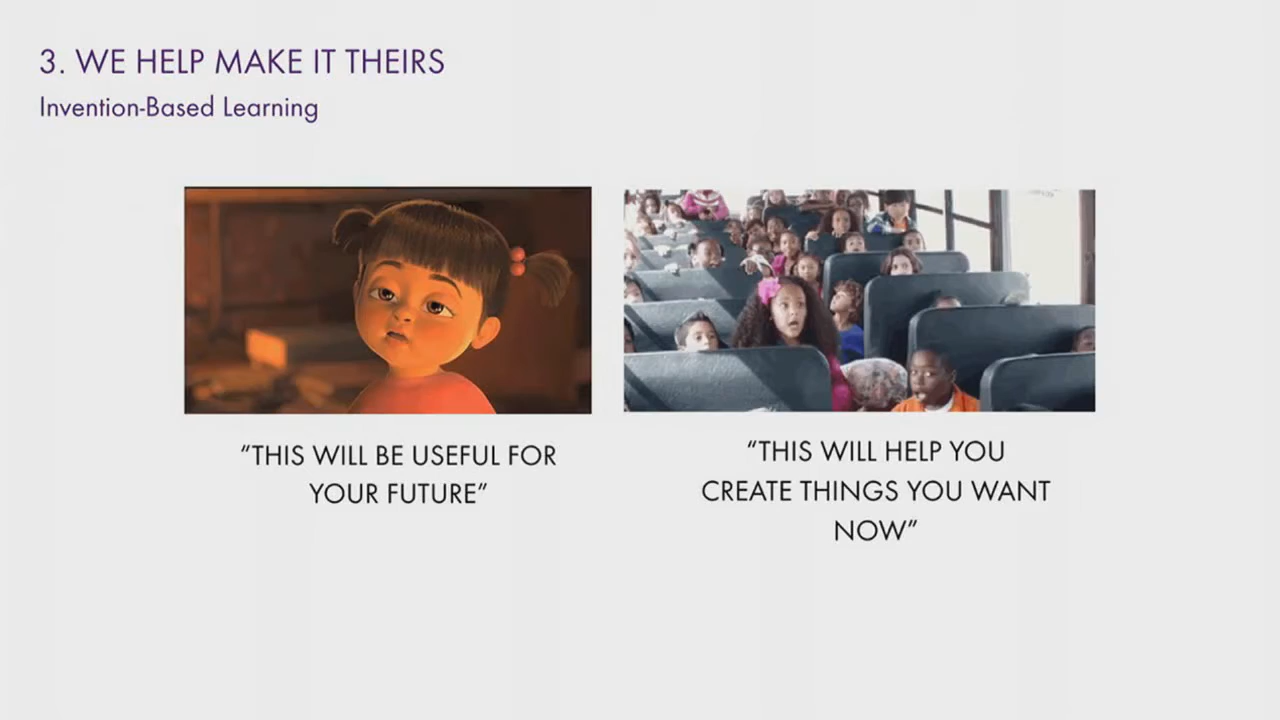 3. WE HELP MAKE IT THEIRS
Invention-Based Learning
“THIS WILL BE USEFUL FOR
YOUR FUTURE”
“THIS WILL HELP YOU
CREATE THINGS YOU WANT
NOW”